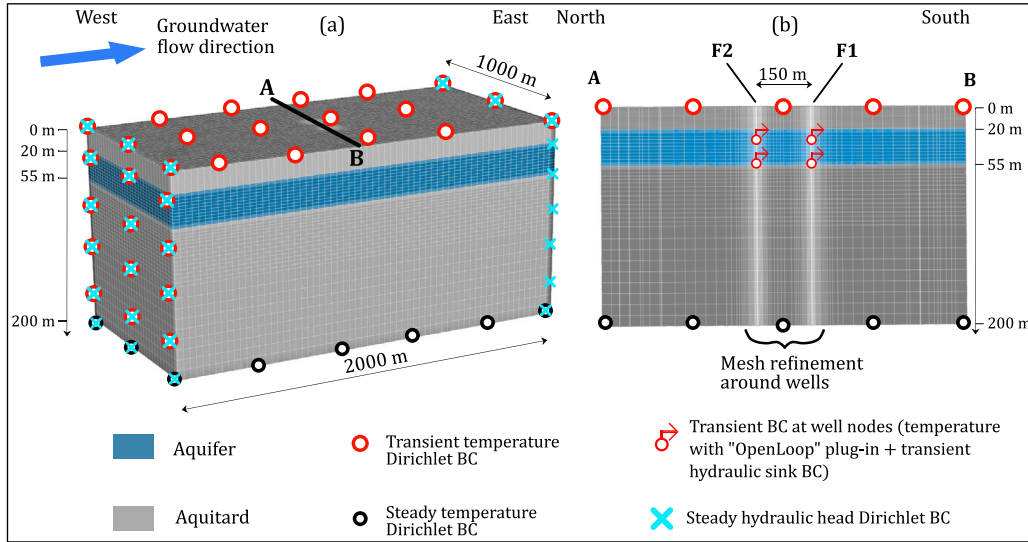 West
(a)
East
North
(b)
South
Groundwater
flow direction
1000 m
F2
F1
A
150 m
A
B
0 m
20 m
55 m
B
0 m
20 m
55 m
200 m
2000 m
200 m
Mesh refinement
around wells
Aquifer
Transient temperature
Dirichlet BC
Transient BC at well nodes (temperature
with "OpenLoop" plug-in + transient
hydraulic sink BC)
Aquitard
Steady temperature
Dirichlet BC
Steady hydraulic head Dirichlet BC